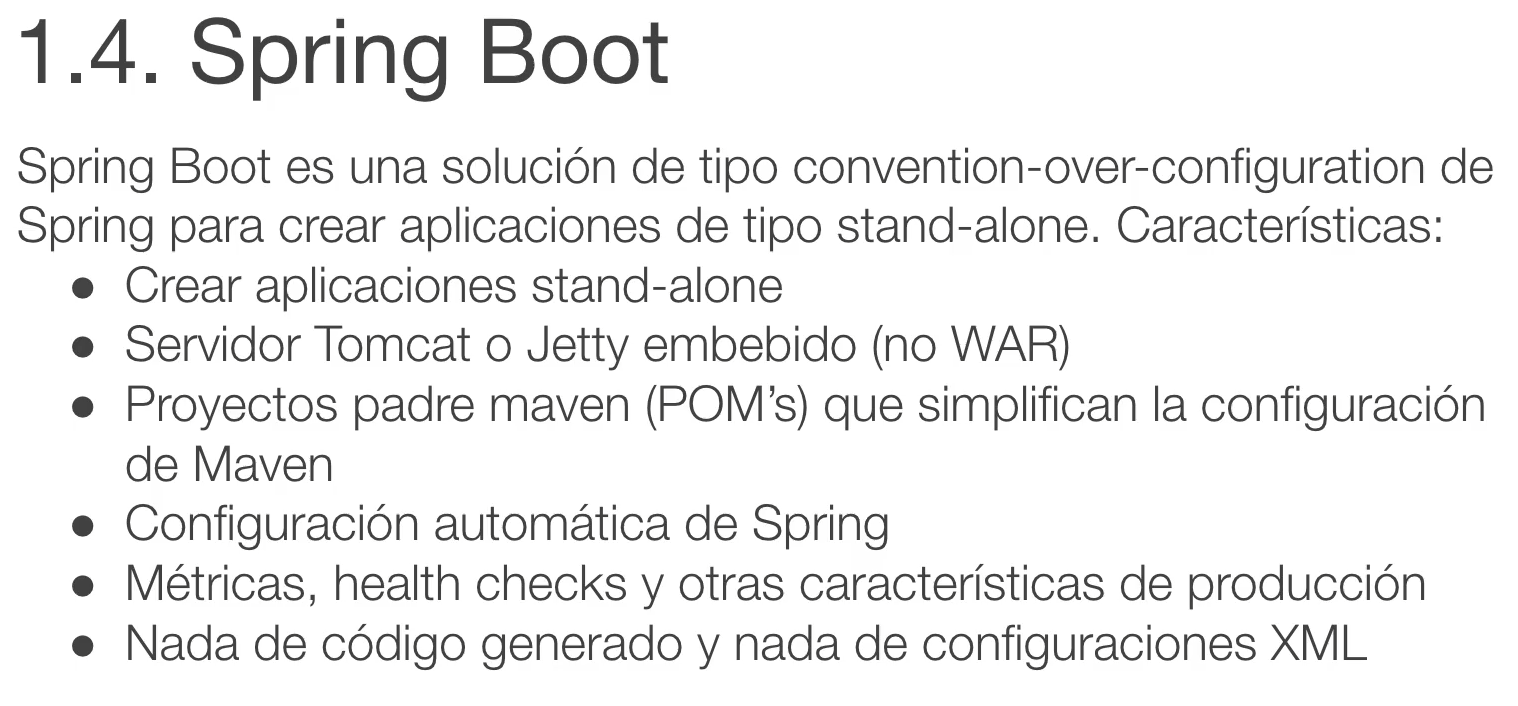 1.4. Spring Boot
Spring Boot es una solución de tipo convention-over-configuration de
Spring para crear aplicaciones de tipo stand-alone. Características:
● Crear aplicaciones stand-alone
● Servidor Tomcat o Jetty embebido (no WAR)
● Proyectos padre maven (POM’s) que simplifican la configuración
de Maven
● Configuración automática de Spring
● Métricas, health checks y otras características de producción
● Nada de código generado y nada de configuraciones XML